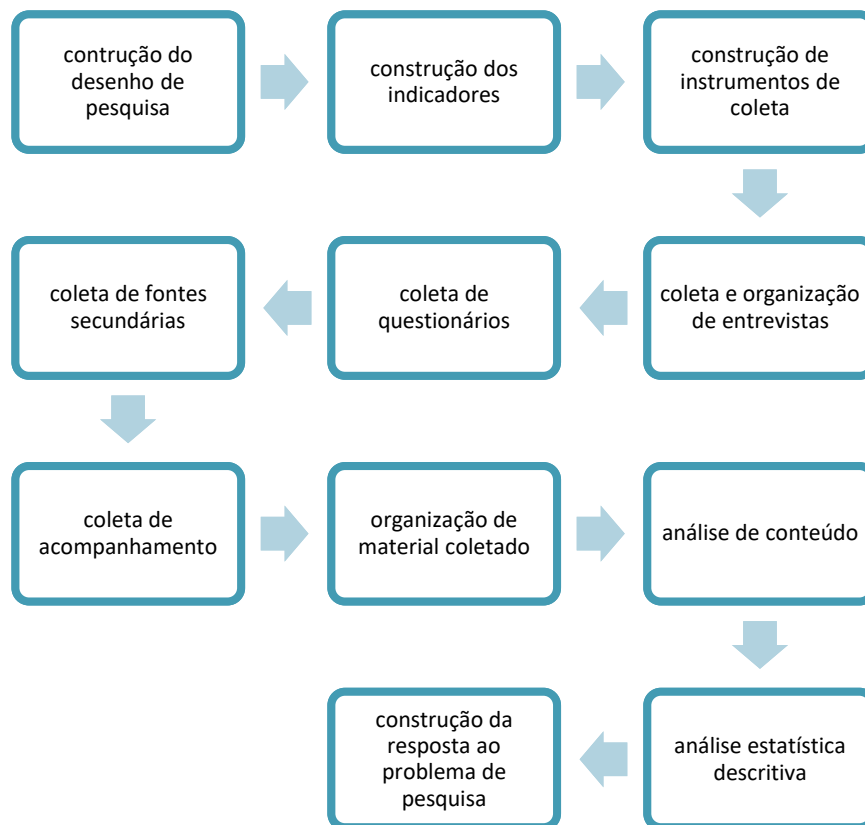 contrução do
desenho de
pesquisa
construção dos
indicadores
construção de
instrumentos de
coleta
coleta e organização
de entrevistas
coleta de
questionários
coleta de fontes
secundárias
coleta de
acompanhamento
organização de
material coletado
análise de conteúdo
análise estatística
descritiva
construção da
resposta ao
problema de
pesquisa